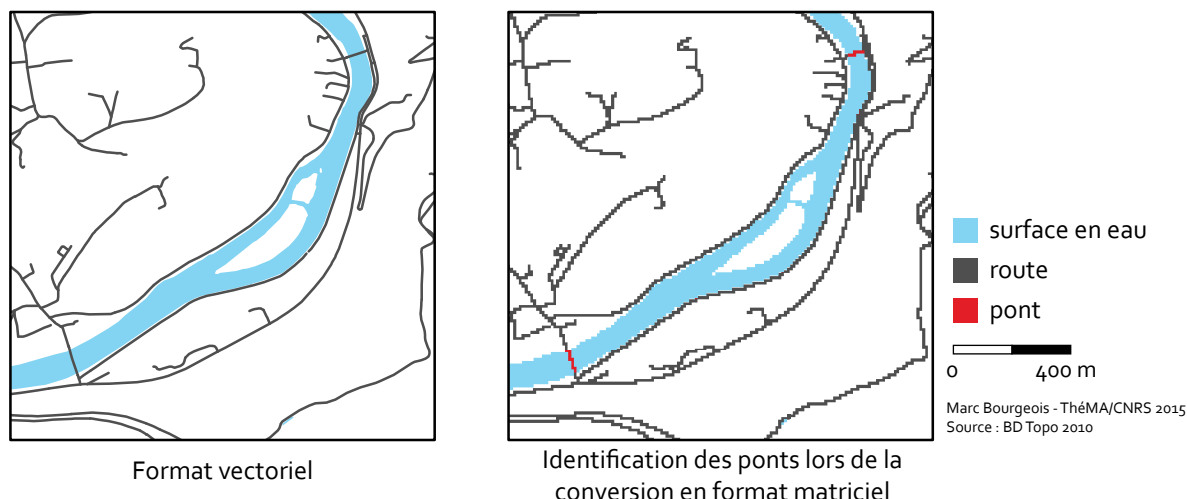 Format vectoriel
Identification des ponts lors de la
conversion en format matriciel
surface en eau
route
pont
0 400 m
Marc Bourgeois - ThéMA/CNRS 2015
Source : BD Topo 2010